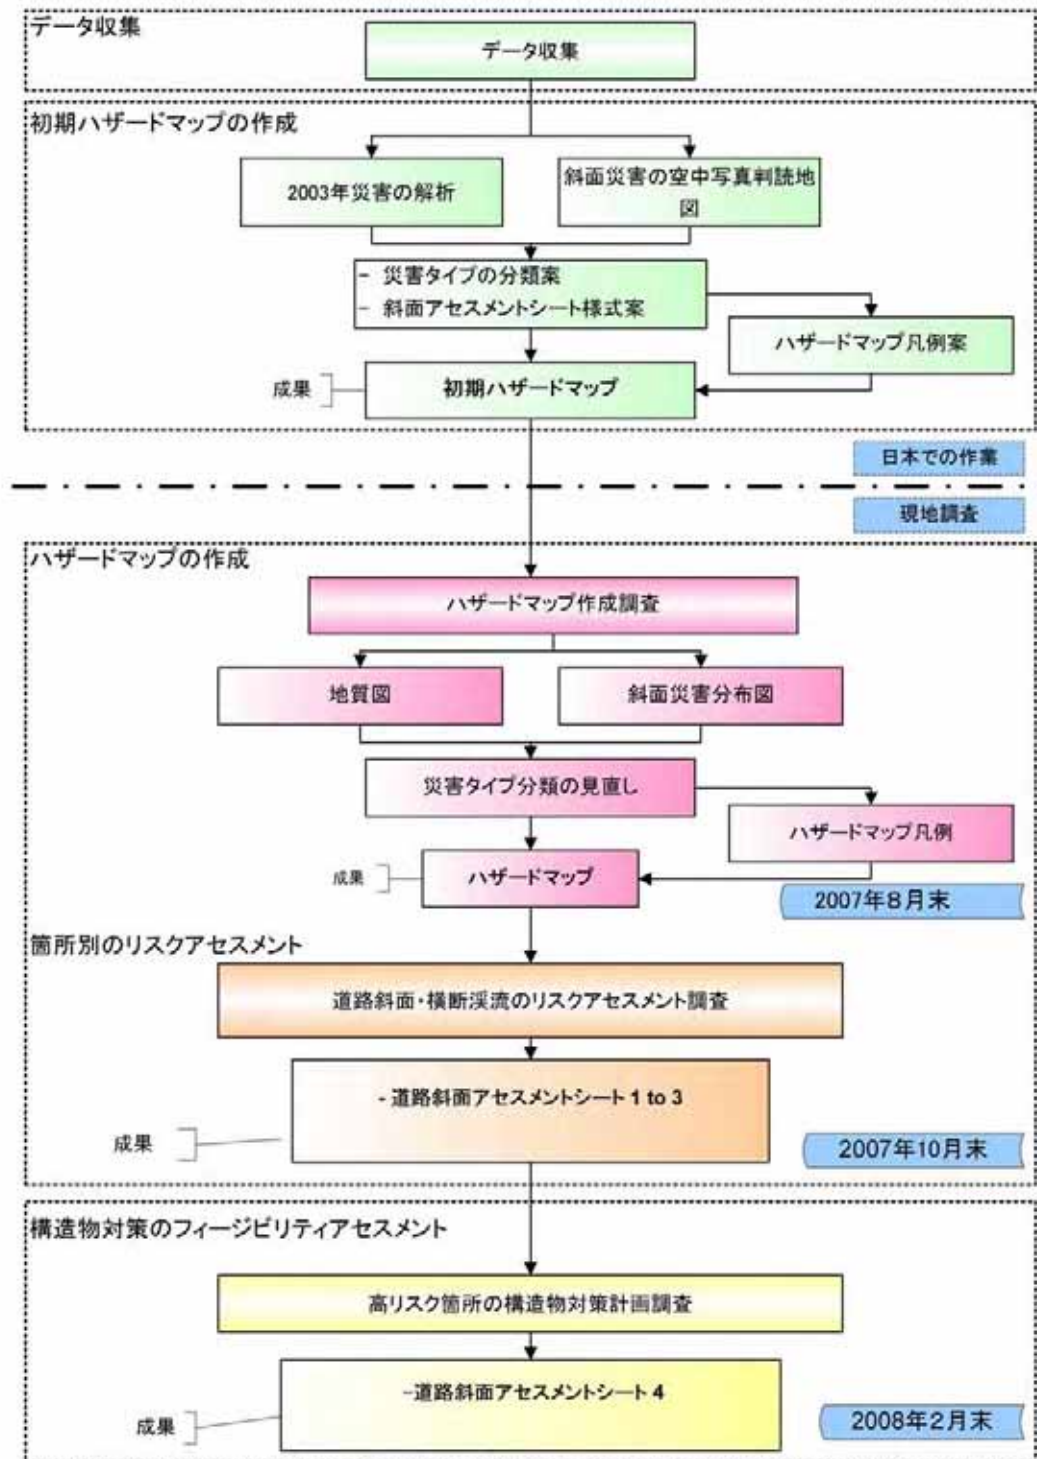 データ収集
データ収集
初期ハザードマップの作成
2003年災害の解析
斜面災害の空中写真判読地
図
- 災害タイプの分類案
- 斜面アセスメントシート様式案
ハザードマップ凡例案
成果
初期ハザードマップ
日本での作業
現地調査
ハザードマップの作成
ハザードマップ作成調査
地質図
斜面災害分布図
災害タイプ分類の見直し
ハザードマップ凡例
成果
ハザードマップ
2007年8月末
箇所別のリスクアセスメント
道路斜面・横断渓流のリスクアセスメント調査
- 道路斜面アセスメントシート 1 to 3
成果
2007年10月末
構造物対策のフィージビリティアセスメント
高リスク箇所の構造物対策計画調査
-道路斜面アセスメントシート 4
成果
2008年2月末